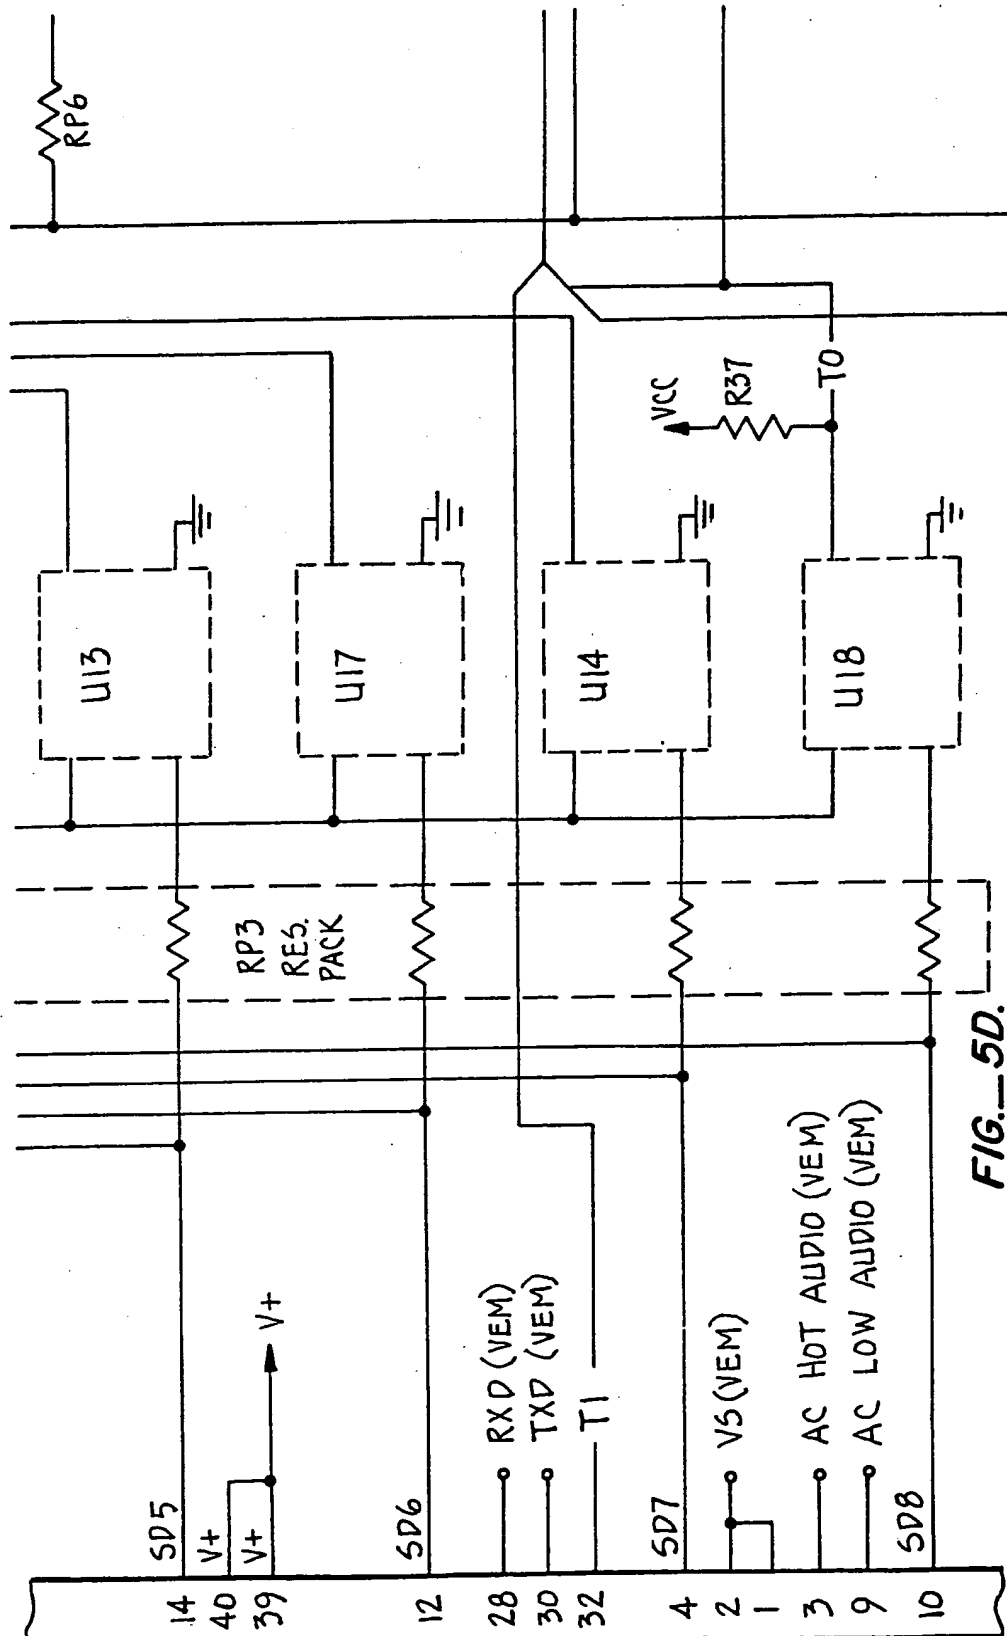 RP6
VCC
R37
T0
U13
U17
U14
U18
RP3
RES.
PACK
V+
RXD (VEM)
TXD (VEM)
T1
VS (VEM)
AC HOT AUDIO (VEM)
AC LOW AUDIO (VEM)
SD5
V+
V+
SD6
SD7
SD8
14
40
39
12
28
30
32
4
2
1
3
9
10
FIG._5D.